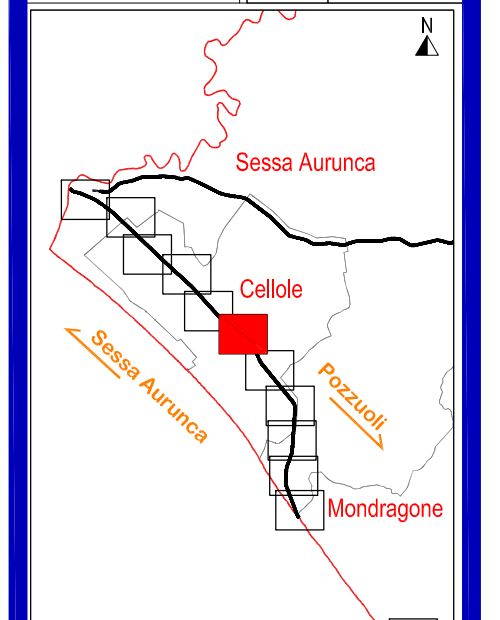 N
Sessa Aurunca
Cellole
Sessa Aurunca
Pozzuoli
Mondragone